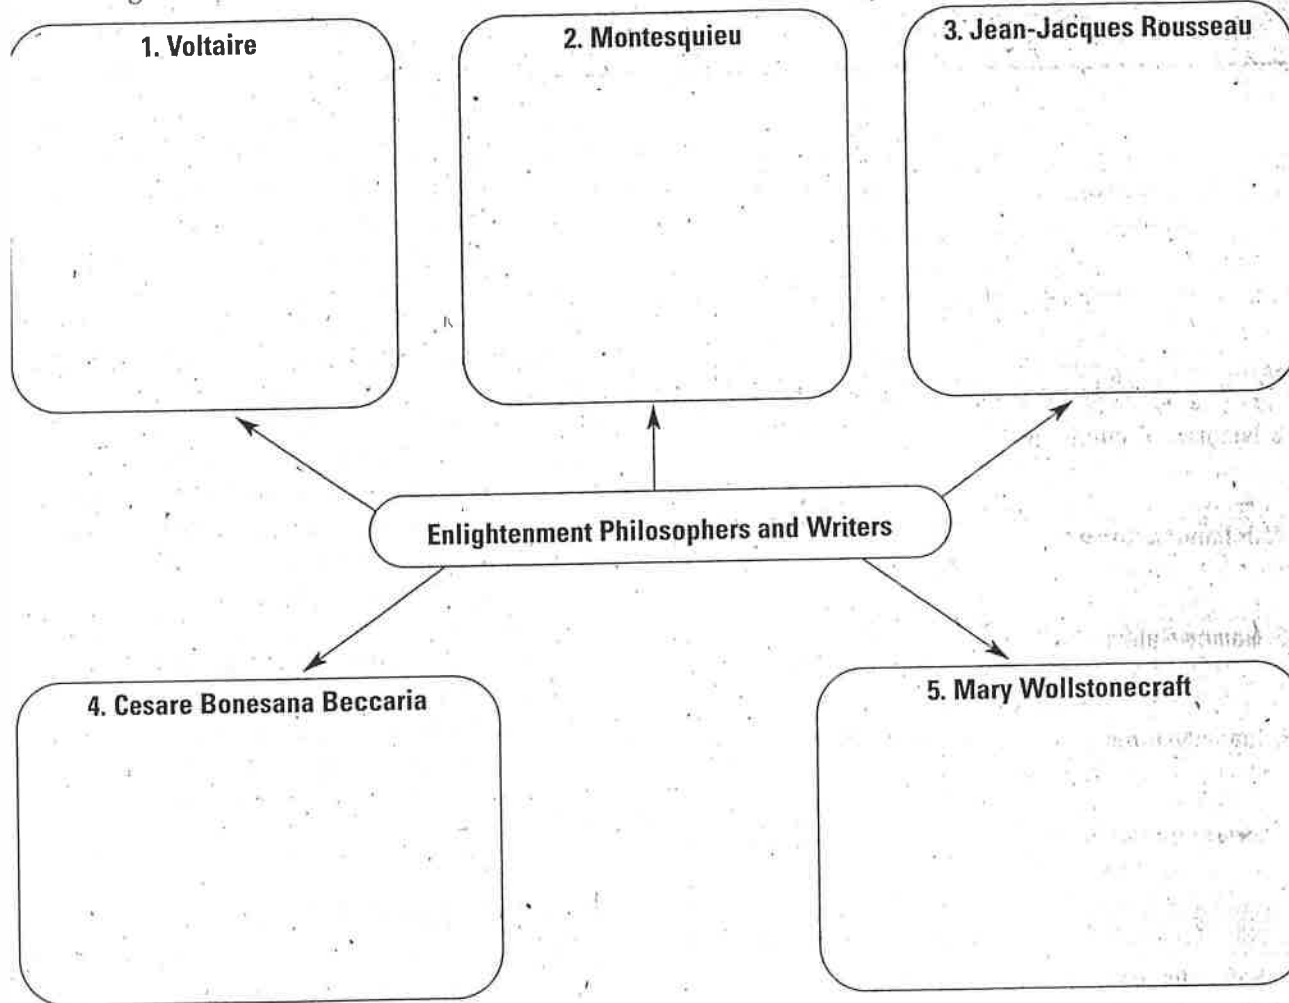 1. Voltaire
2. Montesquieu
3. Jean-Jacques Rousseau
Enlightenment Philosophers and Writers
4. Cesare Bonesana Beccaria
5. Mary Wollstonecraft